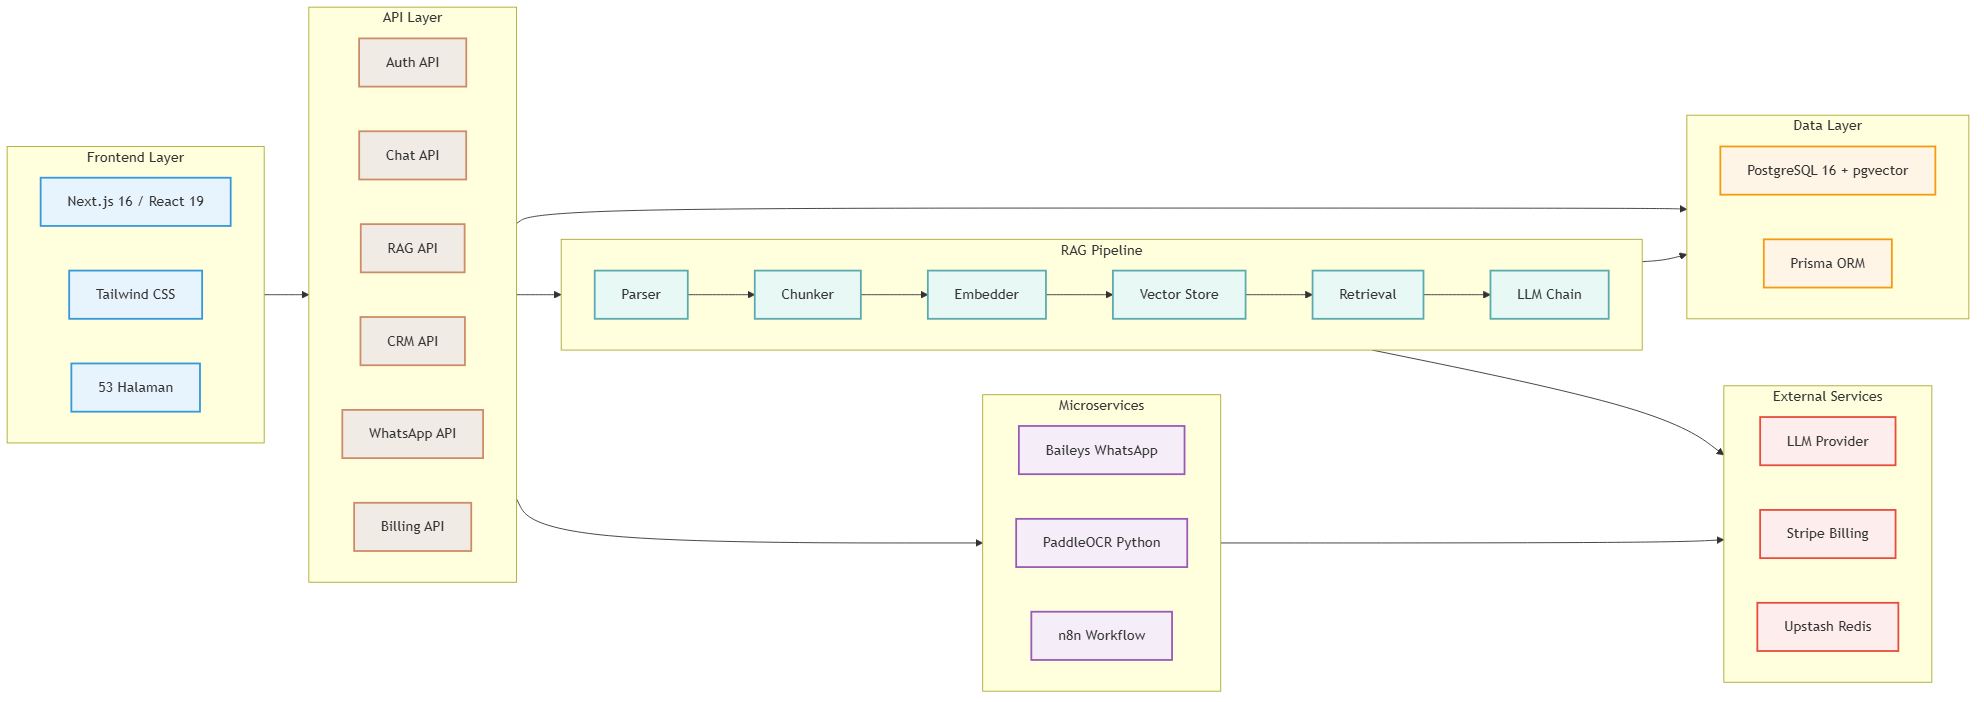 Frontend Layer
Next.js 16 / React 19
Tailwind CSS
53 Halaman
API Layer
Auth API
Chat API
RAG API
CRM API
WhatsApp API
Billing API
RAG Pipeline
Parser
Chunker
Embedder
Vector Store
Retrieval
LLM Chain
Microservices
Baileys WhatsApp
PaddleOCR Python
n8n Workflow
Data Layer
PostgreSQL 16 + pgvector
Prisma ORM
External Services
LLM Provider
Stripe Billing
Upstash Redis